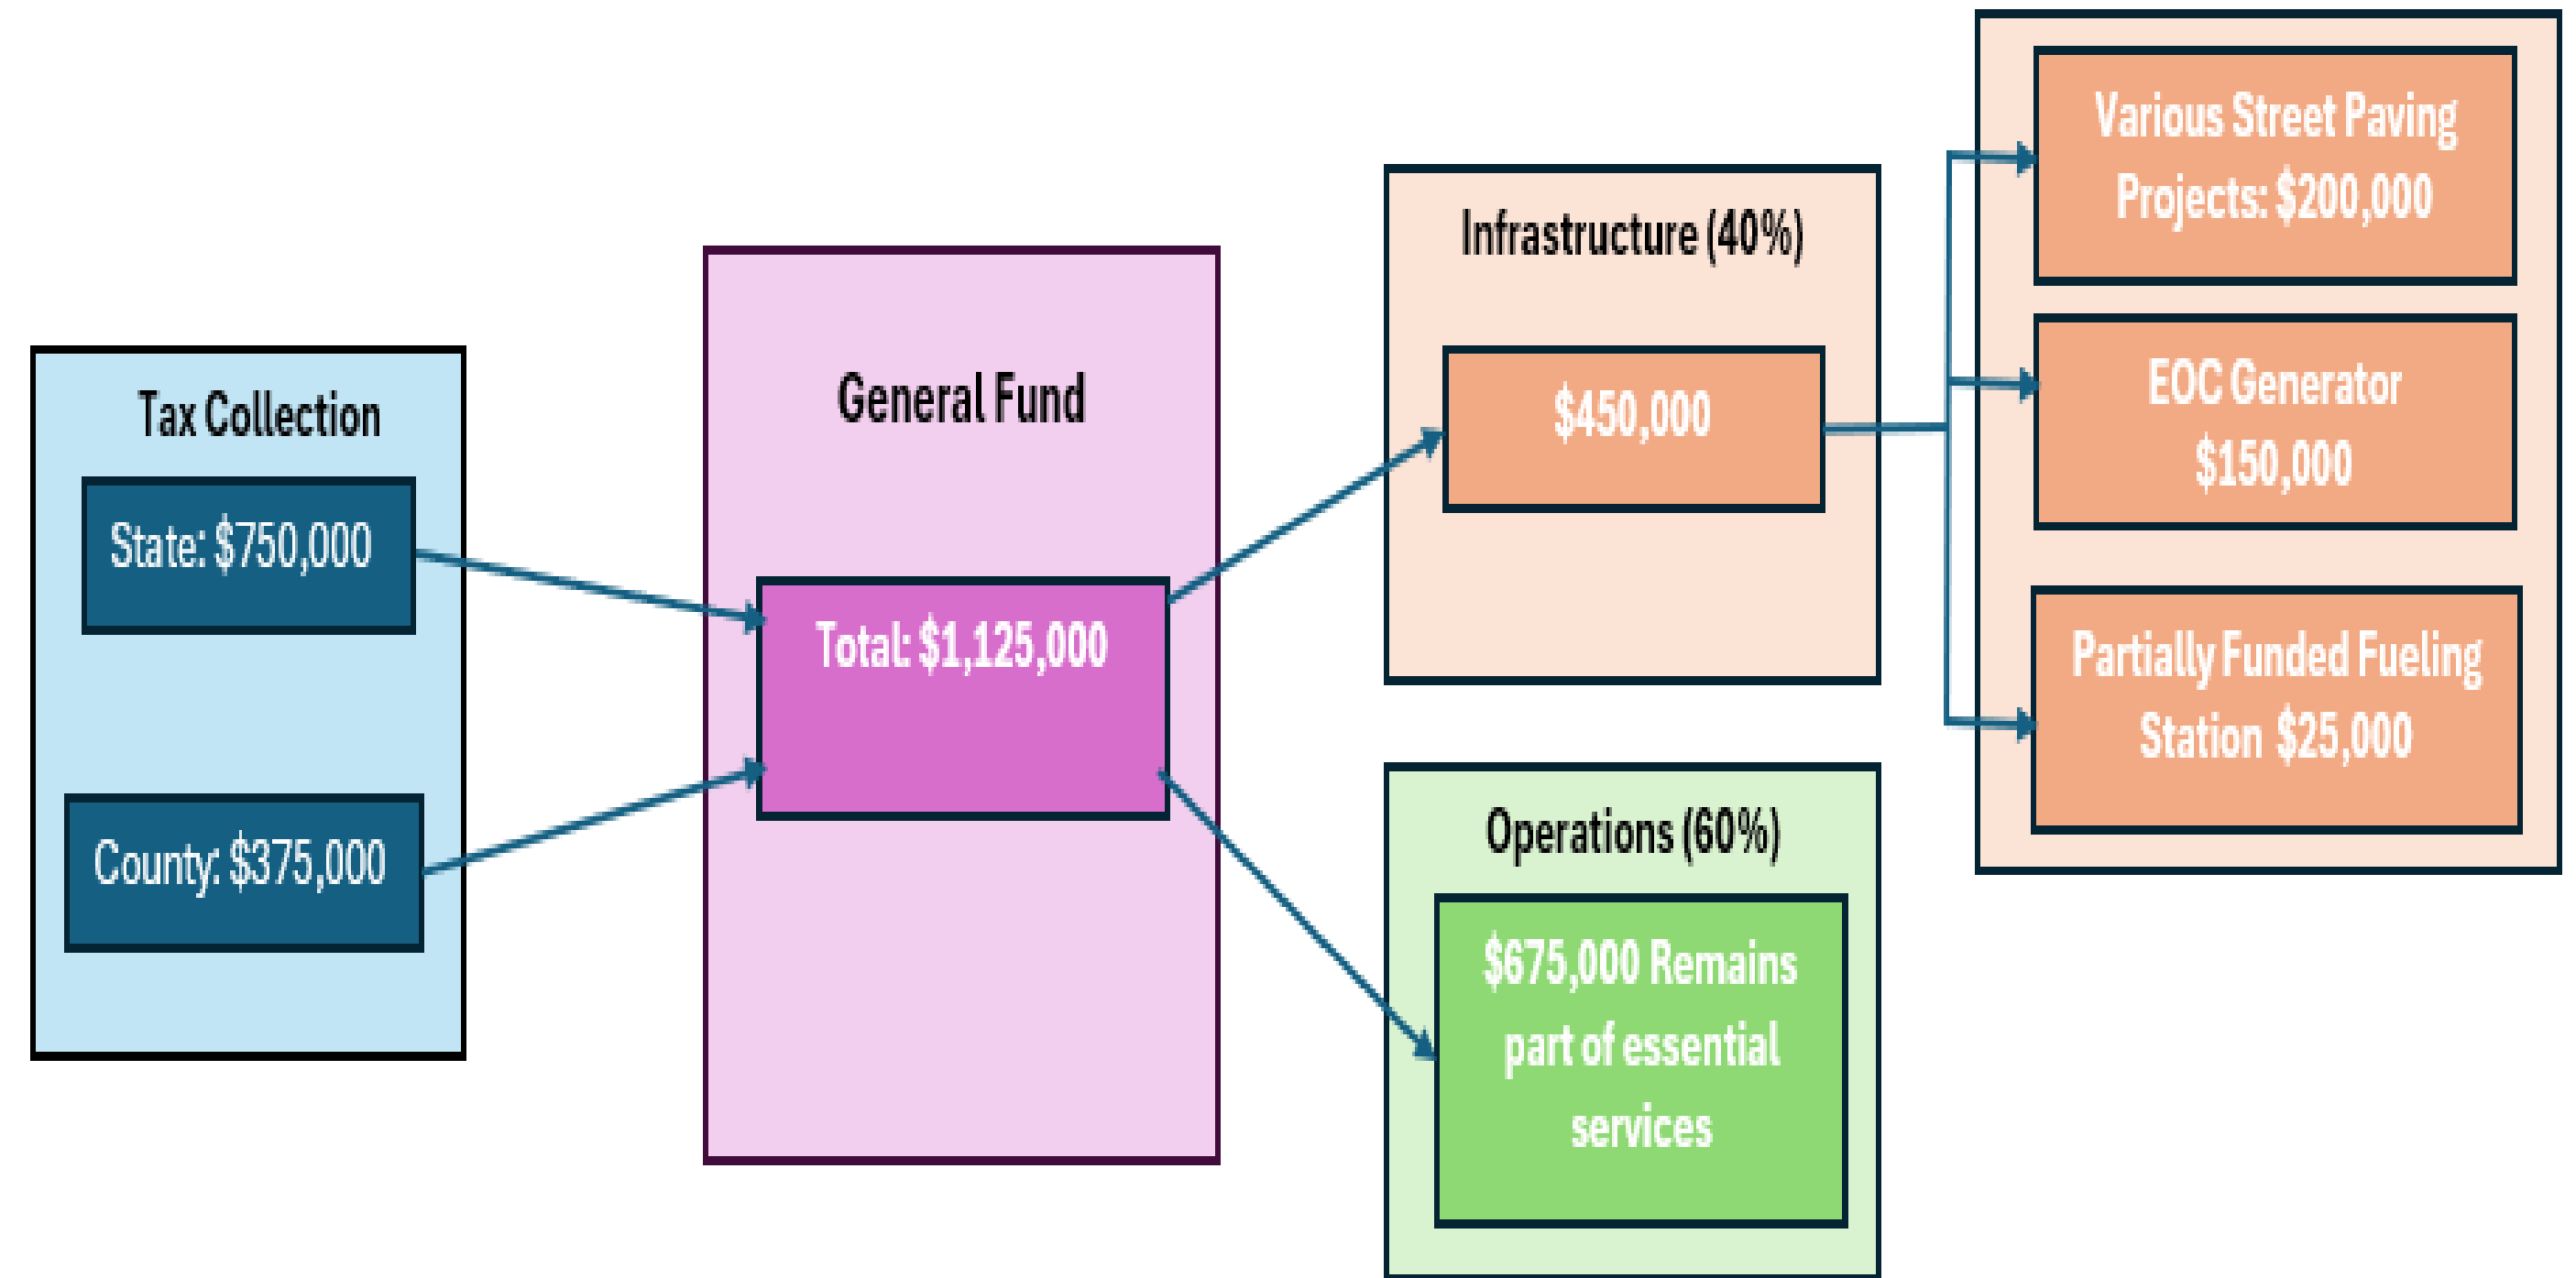 Tax Collection
State: $750,000
County: $375,000
General Fund
Total: $1,125,000
Infrastructure (40%)
$450,000
Operations (60%)
$675,000 Remains
part of essential
services
Various Street Paving
Projects: $200,000
EOC Generator
$150,000
Partially Funded Fueling
Station $25,000